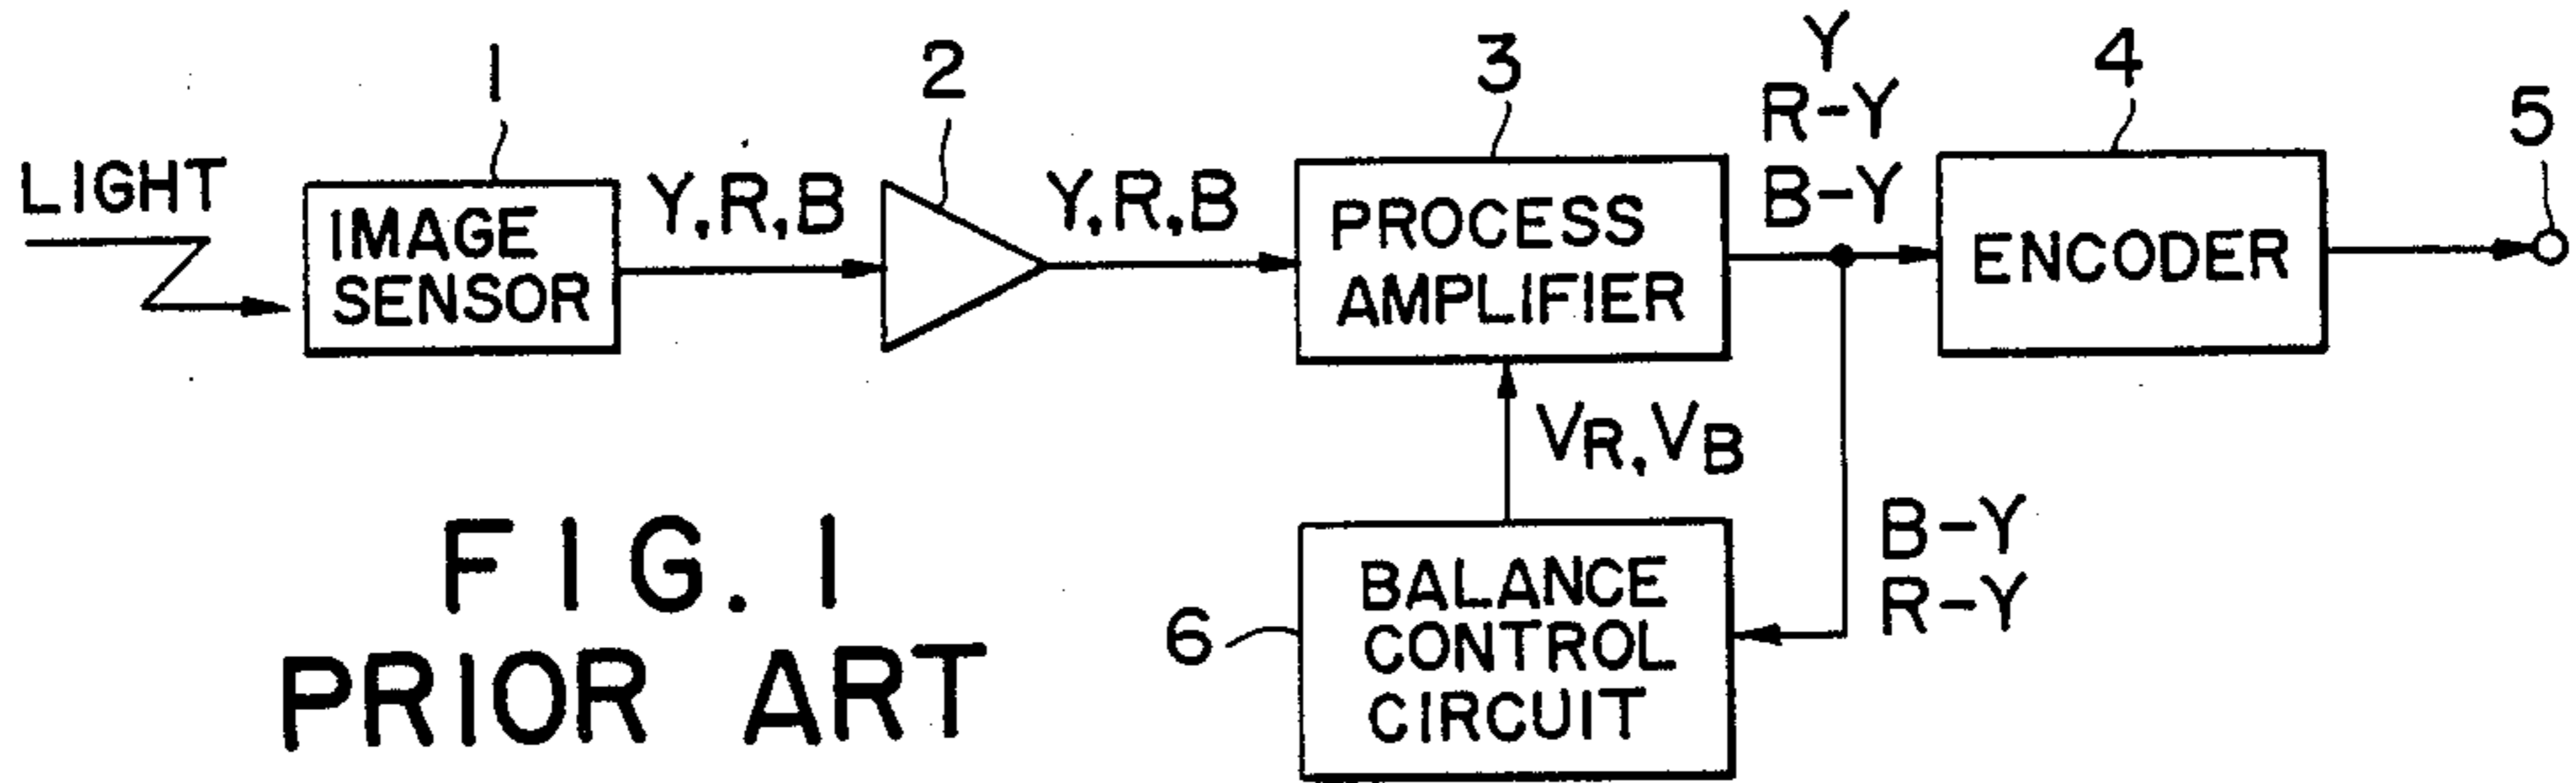 1
2
3
Y
R-Y
B-Y
4
5
LIGHT
IMAGE
SENSOR
Y,R,B
Y,R,B
PROCESS
AMPLIFIER
ENCODER
VR,VB
B-Y
R-Y
6
BALANCE
CONTROL
CIRCUIT
FIG. 1
PRIOR ART